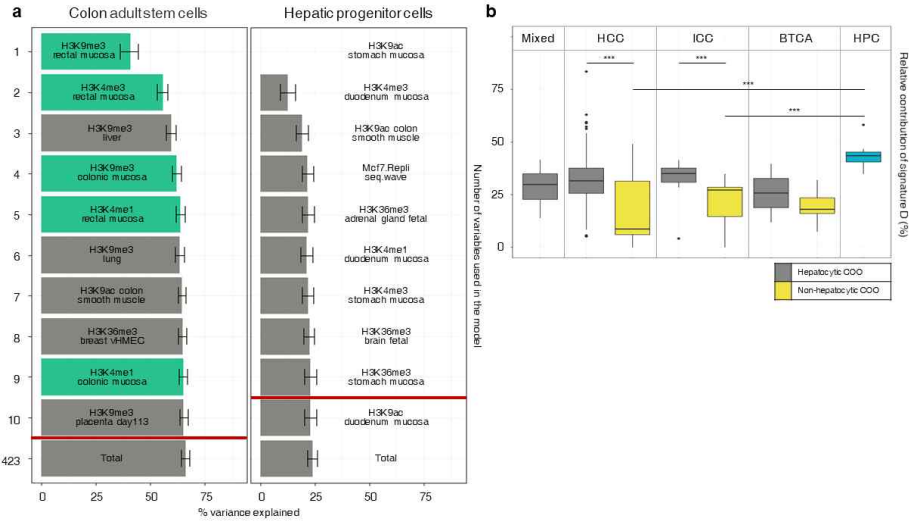 a
Colon adult stem cells
Hepatic progenitor cells
1
H3K9me3
rectal mucosa
H3K9ac
stomach mucosa
2
H3K4me3
rectal mucosa
H3K4me3
duodenum mucosa
3
H3K9me3
liver
H3K9ac colon
smooth muscle
4
H3K9me3
colonic mucosa
Mcf7.Repli
seq.wave
5
H3K4me1
rectal mucosa
H3K36me3
adrenal gland fetal
6
H3K9me3
lung
H3K4me1
duodenum mucosa
7
H3K9ac colon
smooth muscle
H3K4me3
stomach mucosa
8
H3K36me3
breast vHMEC
H3K36me3
brain fetal
9
H3K4me1
colonic mucosa
H3K36me3
stomach mucosa
10
H3K9me3
placenta day113
H3K9ac
duodenum mucosa
423
Total
Total
0
25
50
75
0
25
50
75
% variance explained
Number of variables used in the model
b
Mixed
HCC
ICC
BTCA
HPC
***
***
***
***
75
50
25
0
Relative contribution of signature D (%)
Hepatocytic COO
Non-hepatocytic COO